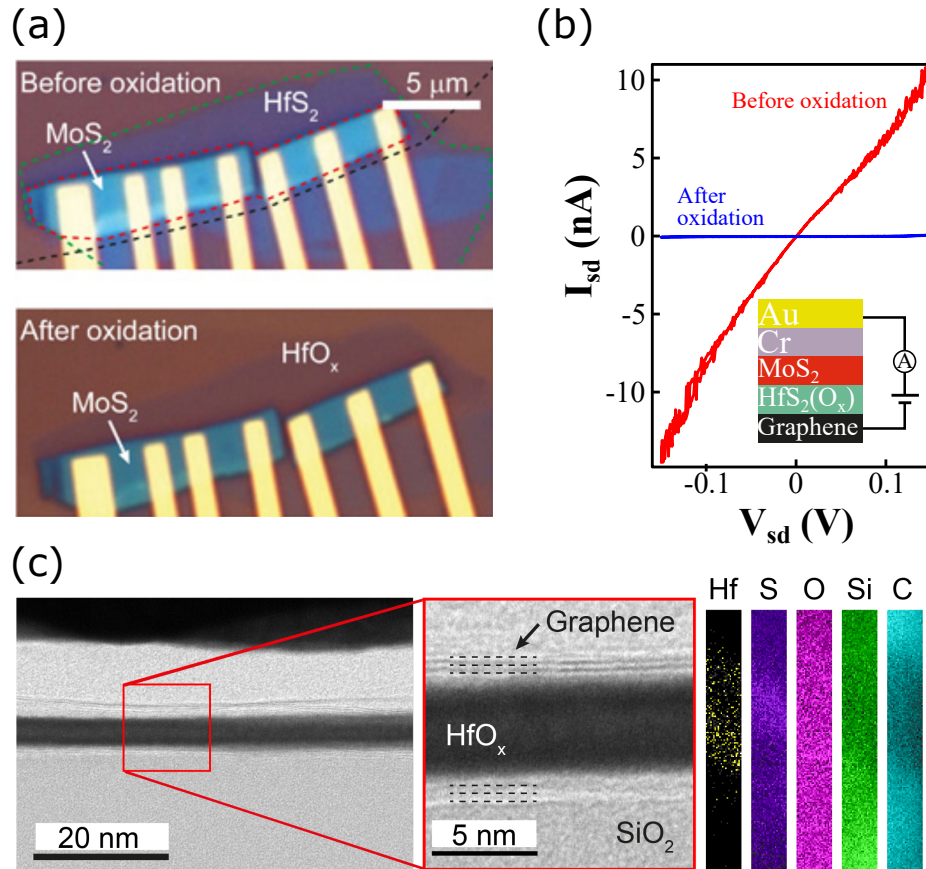 (a)
Before oxidation
5 μm
HfS₂
MoS₂
After oxidation
HfOₓ
MoS₂
(b)
10
5
0
-5
-10
I_sd (nA)
Before oxidation
After
oxidation
Au
Cr
MoS₂
HfS₂(Oₓ)
Graphene
A
-0.1
0
0.1
V_sd (V)
(c)
20 nm
Graphene
HfOₓ
5 nm
SiO₂
Hf S O Si C